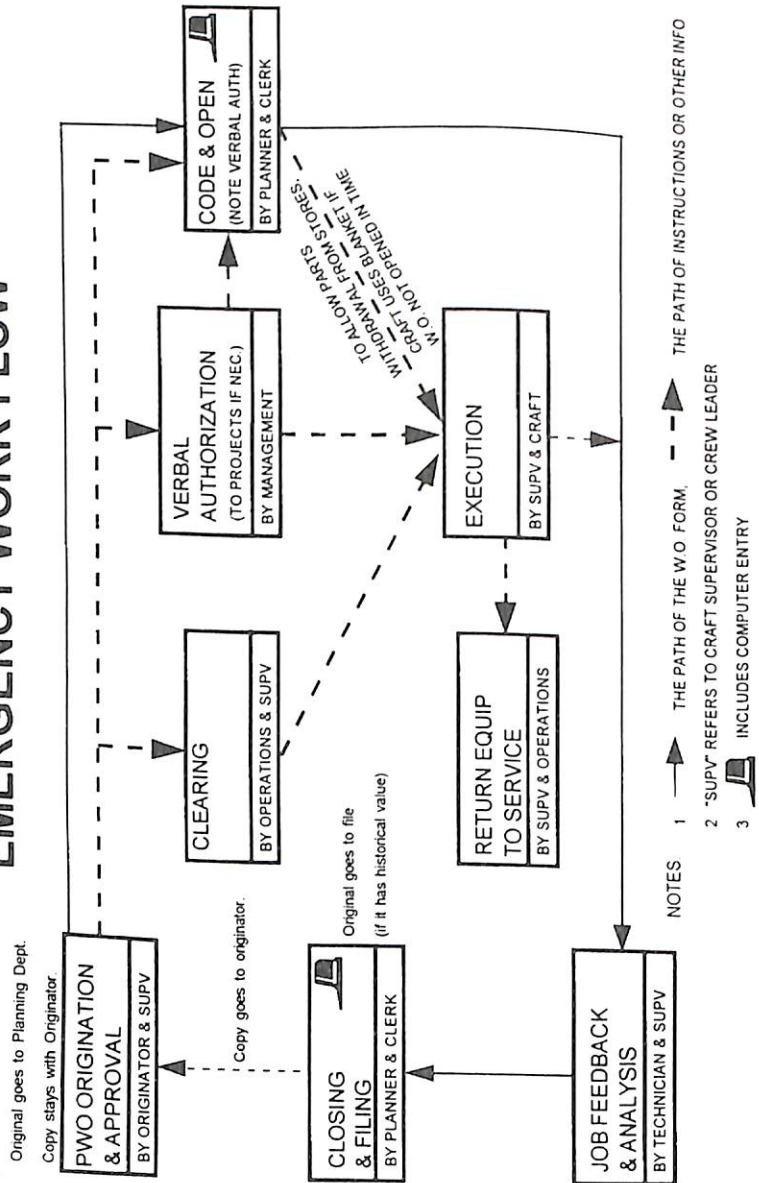 EMERGENCY WORK FLOW
Original goes to Planning Dept.
Copy stays with Originator.
PWO ORIGINATION
& APPROVAL
BY ORIGINATOR & SUPV
CLEARING
BY OPERATIONS & SUPV
VERBAL
AUTHORIZATION
(TO PROJECTS IF NEC.)
BY MANAGEMENT
CODE & OPEN
(NOTE VERBAL AUTH)
BY PLANNER & CLERK
TO ALLOW PARTS
WITHDRAWAL FROM STORES.
CRAFT USES BLANKET IF
W.O. NOT OPENED IN TIME
Copy goes to originator.
CLOSING
& FILING
BY PLANNER & CLERK
Original goes to file
(if it has historical value)
RETURN EQUIP
TO SERVICE
BY SUPV & OPERATIONS
EXECUTION
BY SUPV & CRAFT
JOB FEEDBACK
& ANALYSIS
BY TECHNICIAN & SUPV
NOTES 1 THE PATH OF THE W.O. FORM, THE PATH OF INSTRUCTIONS OR OTHER INFO
2 "SUPV" REFERS TO CRAFT SUPERVISOR OR CREW LEADER
3 INCLUDES COMPUTER ENTRY